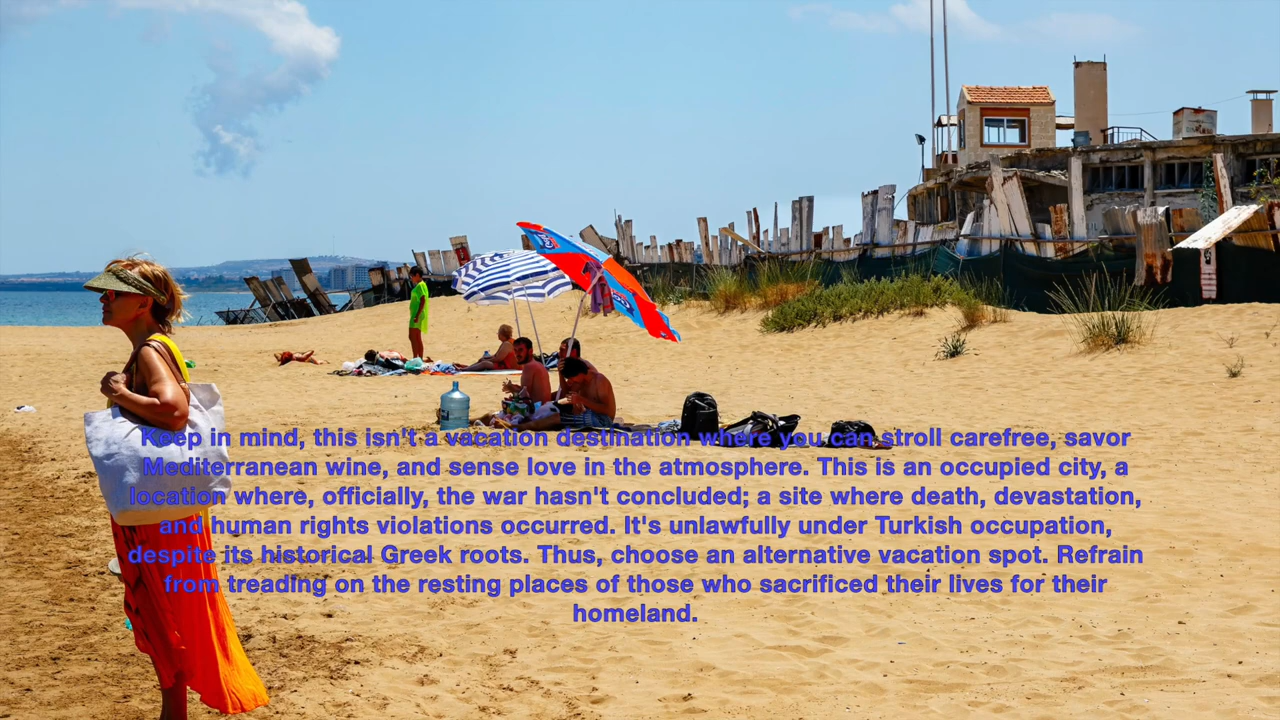 Keep in mind, this isn't a vacation destination where you can stroll carefree, savor
Mediterranean wine, and sense love in the atmosphere. This is an occupied city, a
location where, officially, the war hasn't concluded; a site where death, devastation,
and human rights violations occurred. It's unlawfully under Turkish occupation,
despite its historical Greek roots. Thus, choose an alternative vacation spot. Refrain
from treading on the resting places of those who sacrificed their lives for their
homeland.